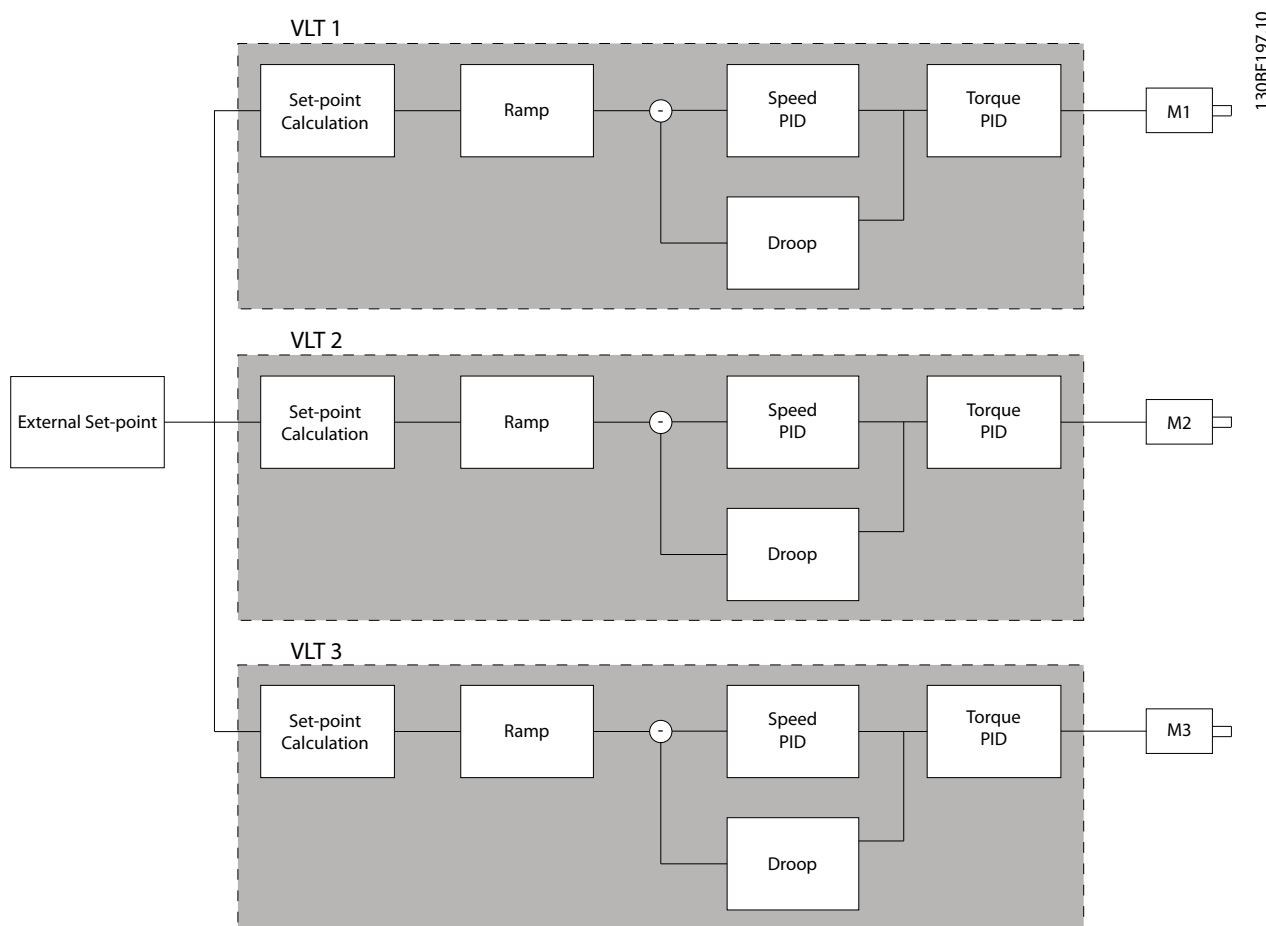 130BF197.10
VLT 1
Set-point
Calculation
Ramp
-
Speed
PID
Torque
PID
M1
Droop
VLT 2
External Set-point
Set-point
Calculation
Ramp
-
Speed
PID
Torque
PID
M2
Droop
VLT 3
Set-point
Calculation
Ramp
-
Speed
PID
Torque
PID
M3
Droop